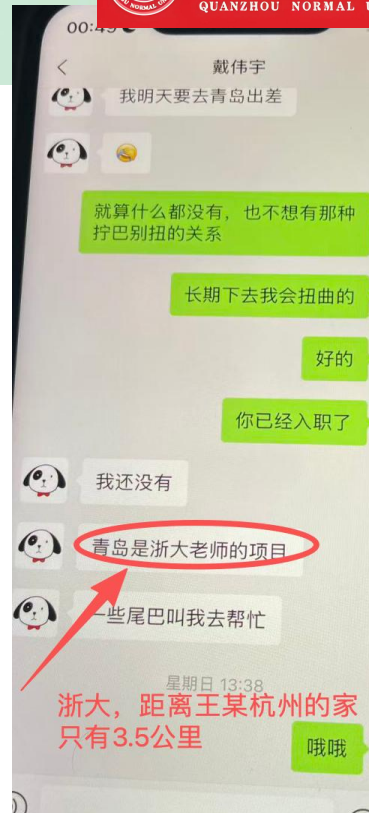 QUANZHOU NORMAL U
NORMAL
00:45
戴伟宇
我明天要去青岛出差
就算什么都没有，也不想有那种
拧巴别扭的关系
长期下去我会扭曲的
好的
你已经入职了
我还没有
青岛是浙大老师的项目
一些尾巴叫我去帮忙
星期日 13:38
浙大，距离王某杭州的家
只有3.5公里
哦哦